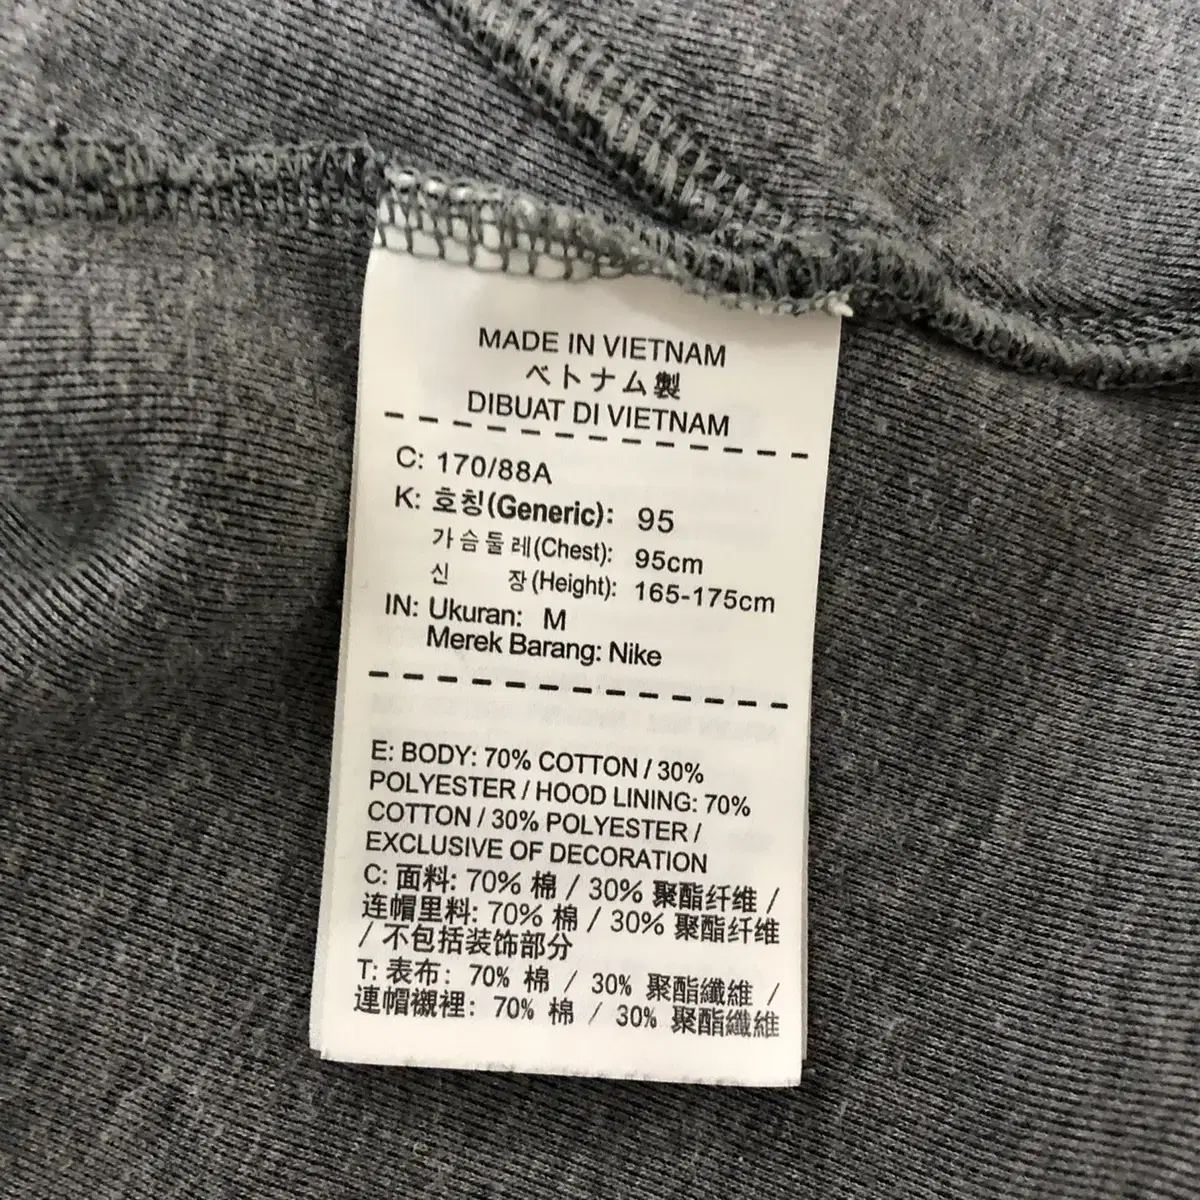 MADE IN VIETNAM
ベトナム製
DIBUAT DI VIETNAM
C: 170/88A
K: 호칭(Generic): 95
가슴둘레(Chest): 95cm
신 장(Height): 165-175cm
IN: Ukuran: M
Merek Barang: Nike
E: BODY: 70% COTTON / 30%
POLYESTER / HOOD LINING: 70%
COTTON / 30% POLYESTER /
EXCLUSIVE OF DECORATION
C: 面料: 70% 棉 / 30% 聚酯纤维 /
连帽里料: 70% 棉 / 30% 聚酯纤维
/ 不包括装饰部分
T: 表布: 70% 棉 / 30% 聚酯纖維 /
連帽襯裡: 70% 棉 / 30% 聚酯纖維